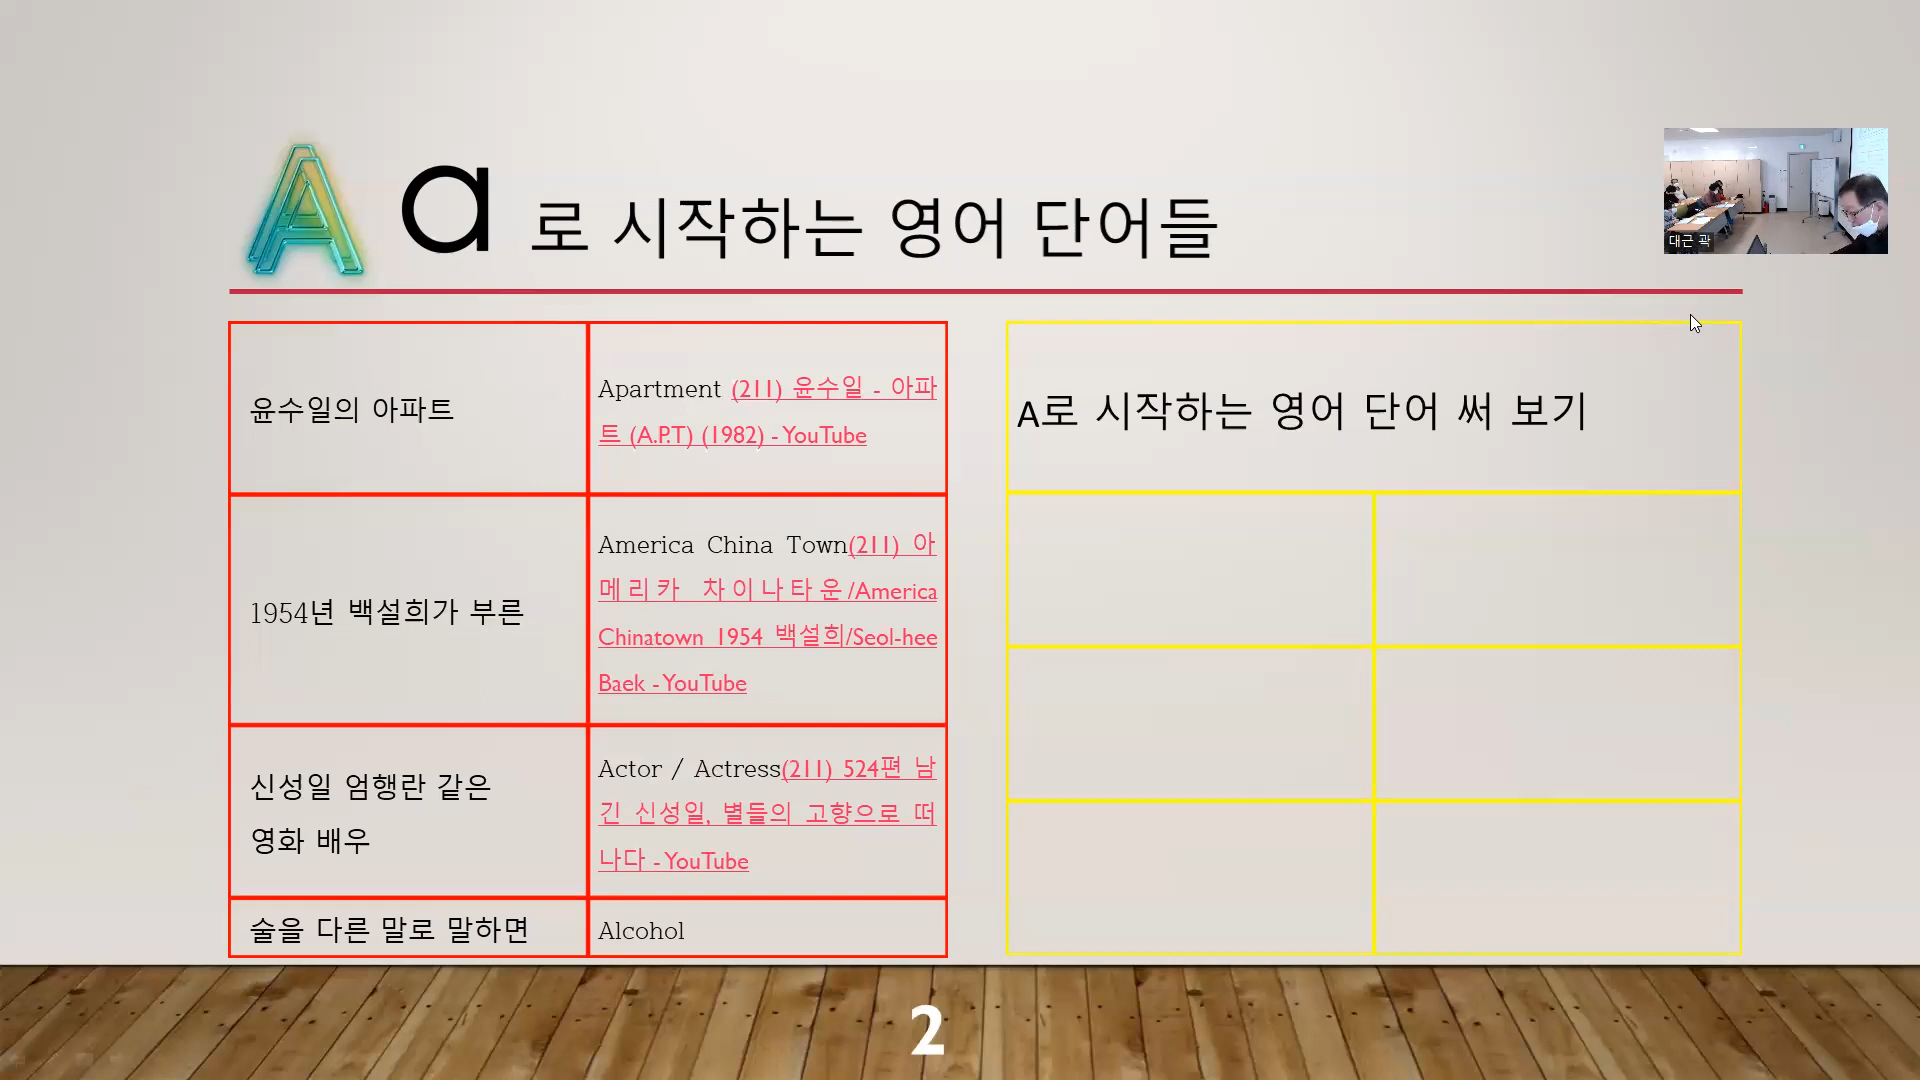 A a 로 시작하는 영어 단어들
대근 곽
윤수일의 아파트
Apartment (211) 윤수일 - 아파
트 (A.P.T) (1982) - YouTube
1954년 백설희가 부른
America China Town(211) 아
메리카 차이나타운/America
Chinatown 1954 백설희/Seol-hee
Baek - YouTube
신성일 엄행란 같은
영화 배우
Actor / Actress(211) 524편 남
긴 신성일, 별들의 고향으로 떠
나다 - YouTube
술을 다른 말로 말하면
Alcohol
A로 시작하는 영어 단어 써 보기
2